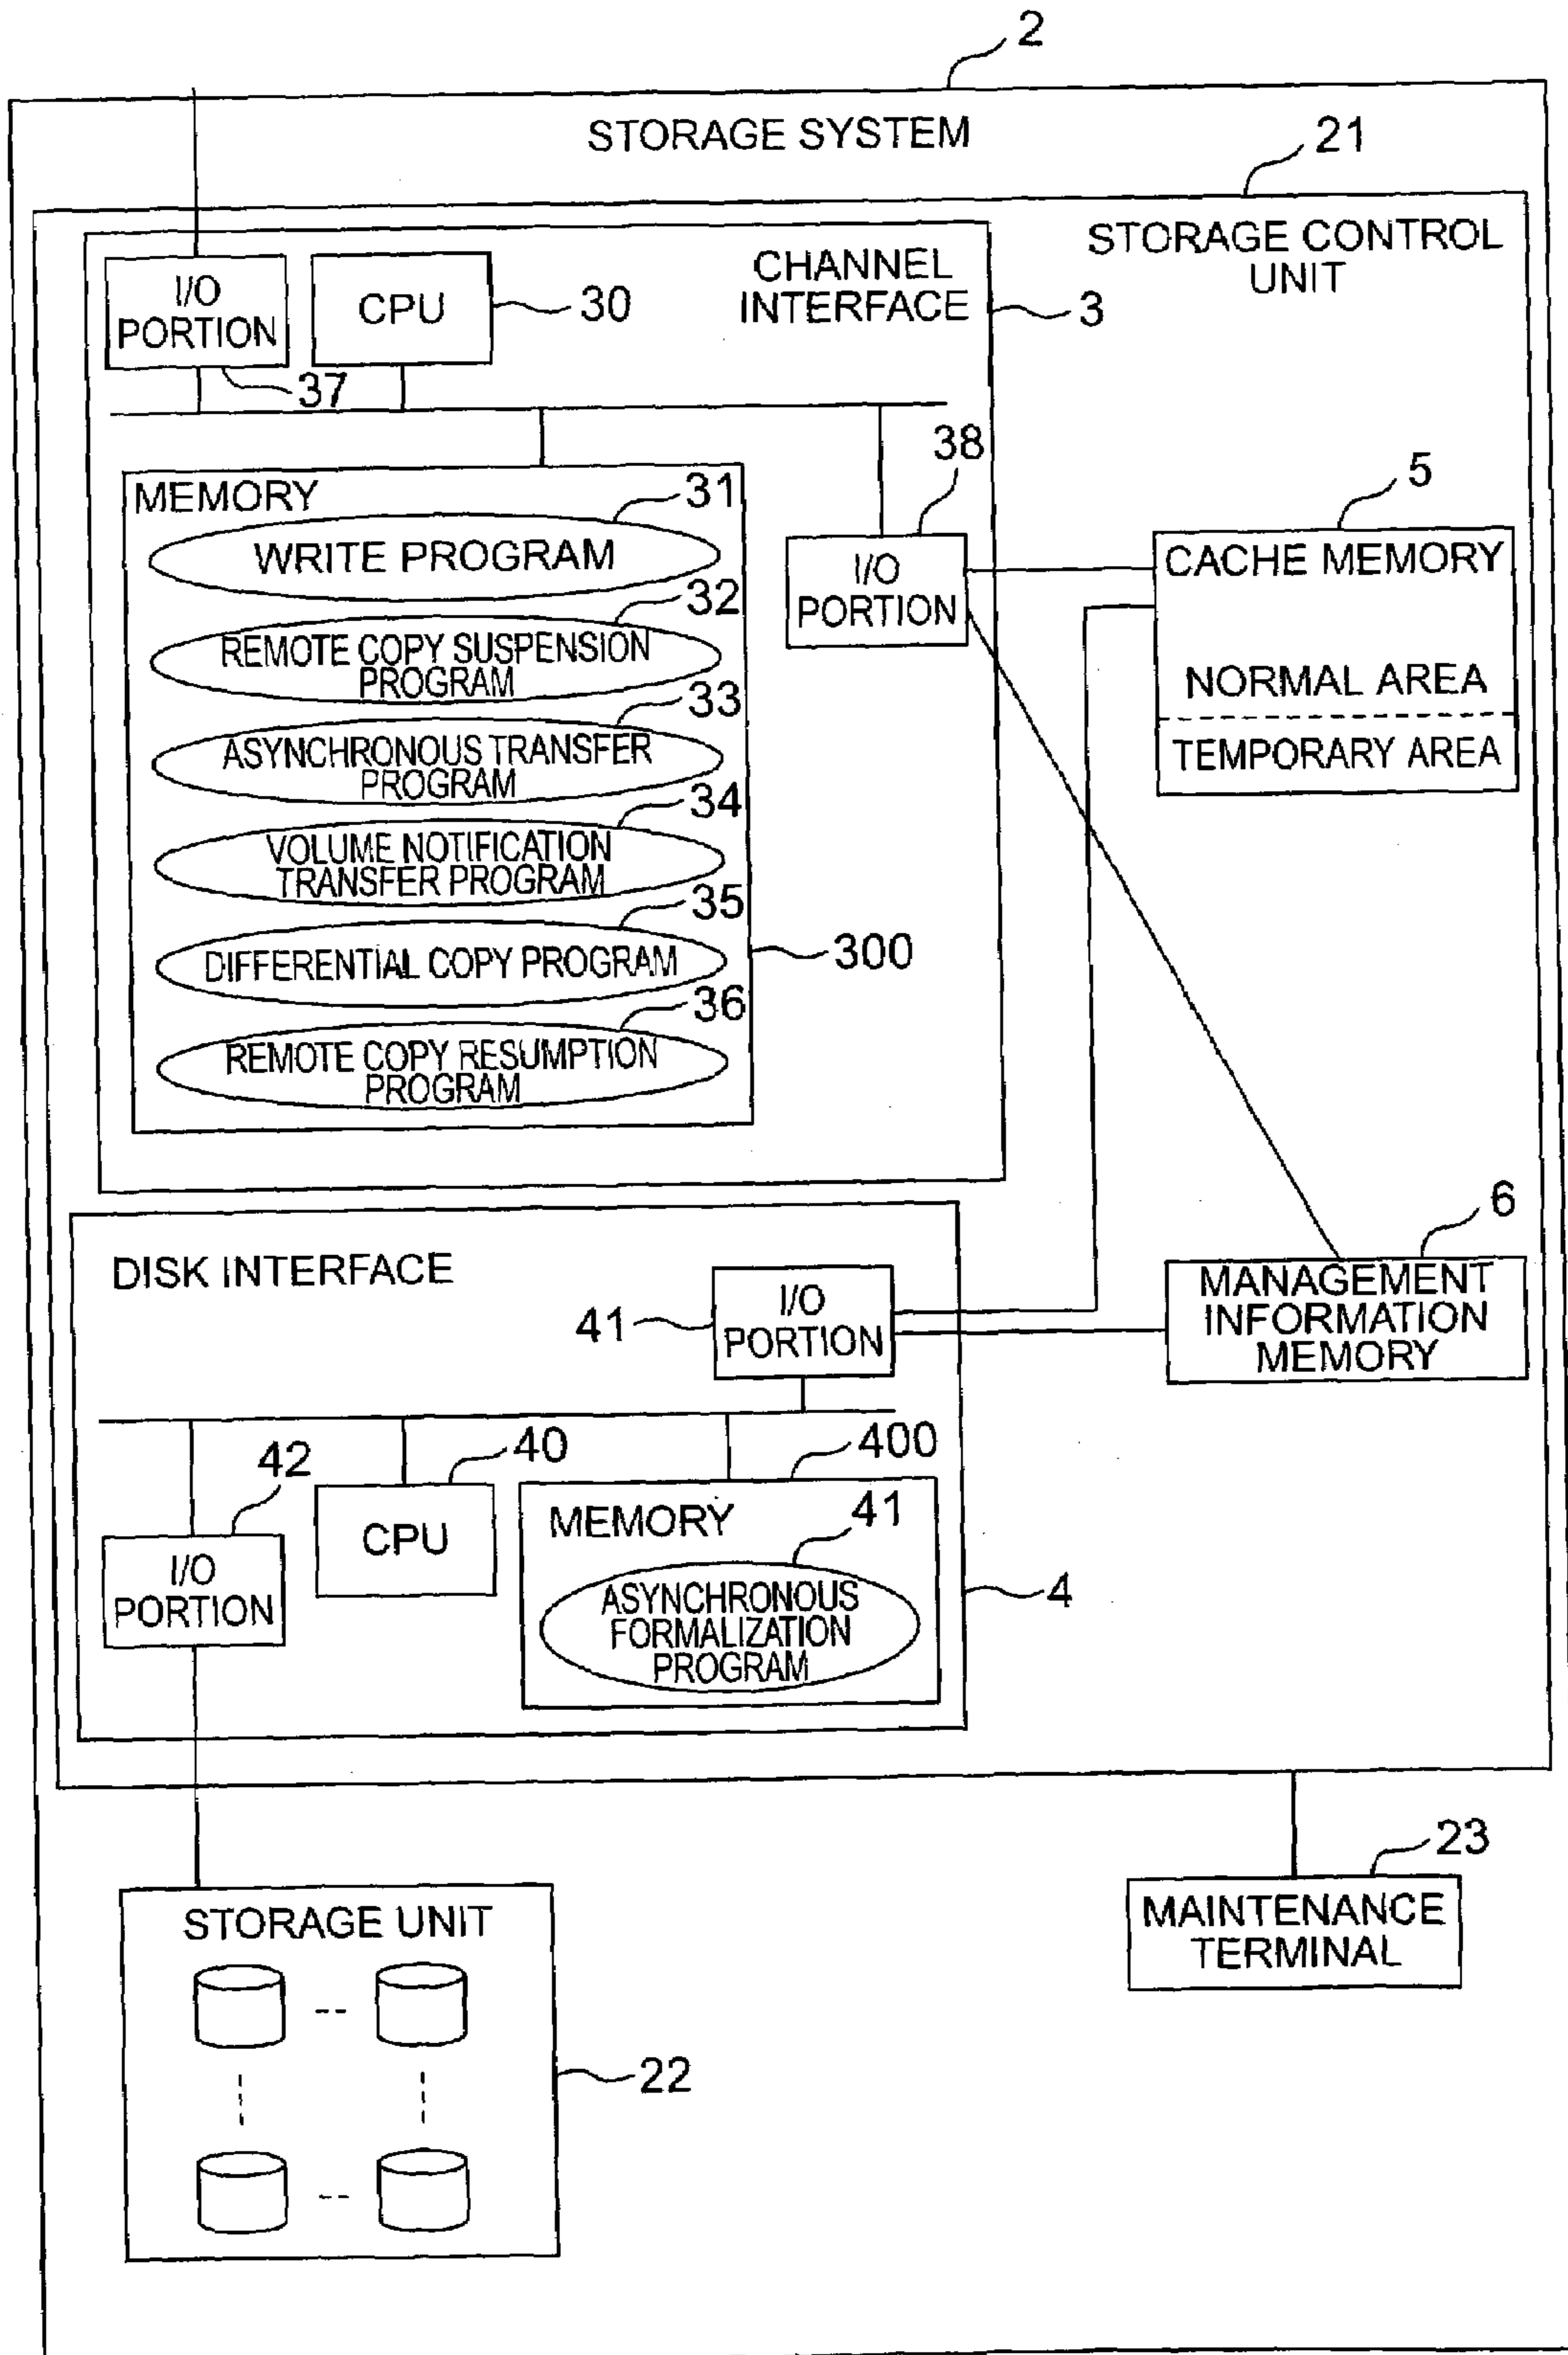 2
STORAGE SYSTEM
21
STORAGE CONTROL
UNIT
CHANNEL
INTERFACE
3
I/O
PORTION
37
CPU
30
38
MEMORY
31
WRITE PROGRAM
32
REMOTE COPY SUSPENSION
PROGRAM
33
ASYNCHRONOUS TRANSFER
PROGRAM
34
VOLUME NOTIFICATION
TRANSFER PROGRAM
35
DIFFERENTIAL COPY PROGRAM
300
36
REMOTE COPY RESUMPTION
PROGRAM
I/O
PORTION
5
CACHE MEMORY
NORMAL AREA
TEMPORARY AREA
DISK INTERFACE
41
I/O
PORTION
6
MANAGEMENT
INFORMATION
MEMORY
42
I/O
PORTION
40
CPU
400
MEMORY
41
ASYNCHRONOUS
FORMALIZATION
PROGRAM
4
STORAGE UNIT
22
23
MAINTENANCE
TERMINAL